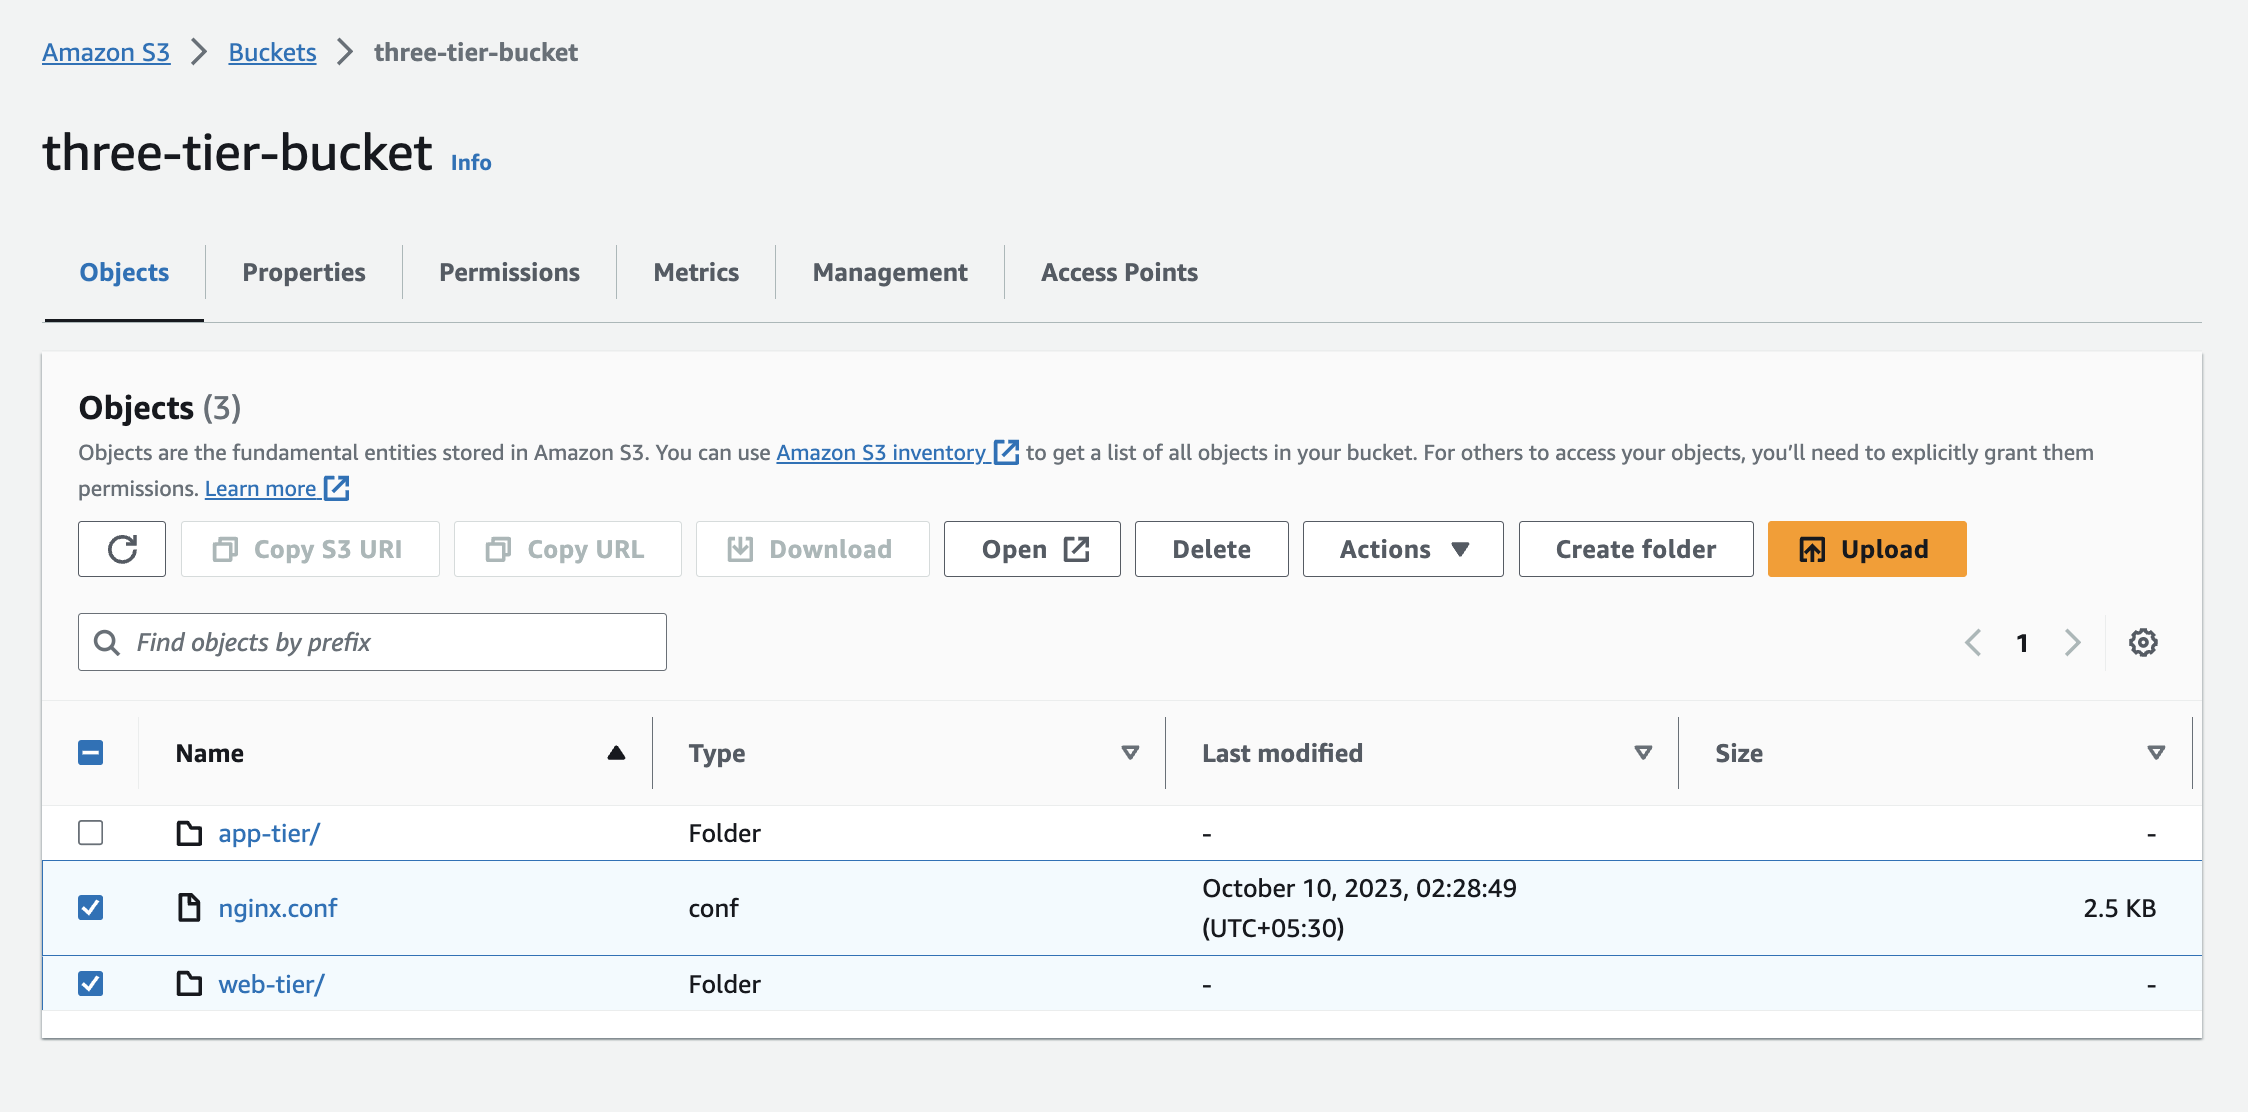 Amazon S3 > Buckets > three-tier-bucket
three-tier-bucket Info
Objects Properties Permissions Metrics Management Access Points
Objects (3)
Objects are the fundamental entities stored in Amazon S3. You can use Amazon S3 inventory to get a list of all objects in your bucket. For others to access your objects, you’ll need to explicitly grant them
permissions. Learn more
Copy S3 URI Copy URL Download Open Delete Actions Create folder Upload
Find objects by prefix 1
Name Type Last modified Size
app-tier/ Folder - -
nginx.conf conf October 10, 2023, 02:28:49
(UTC+05:30) 2.5 KB
web-tier/ Folder - -